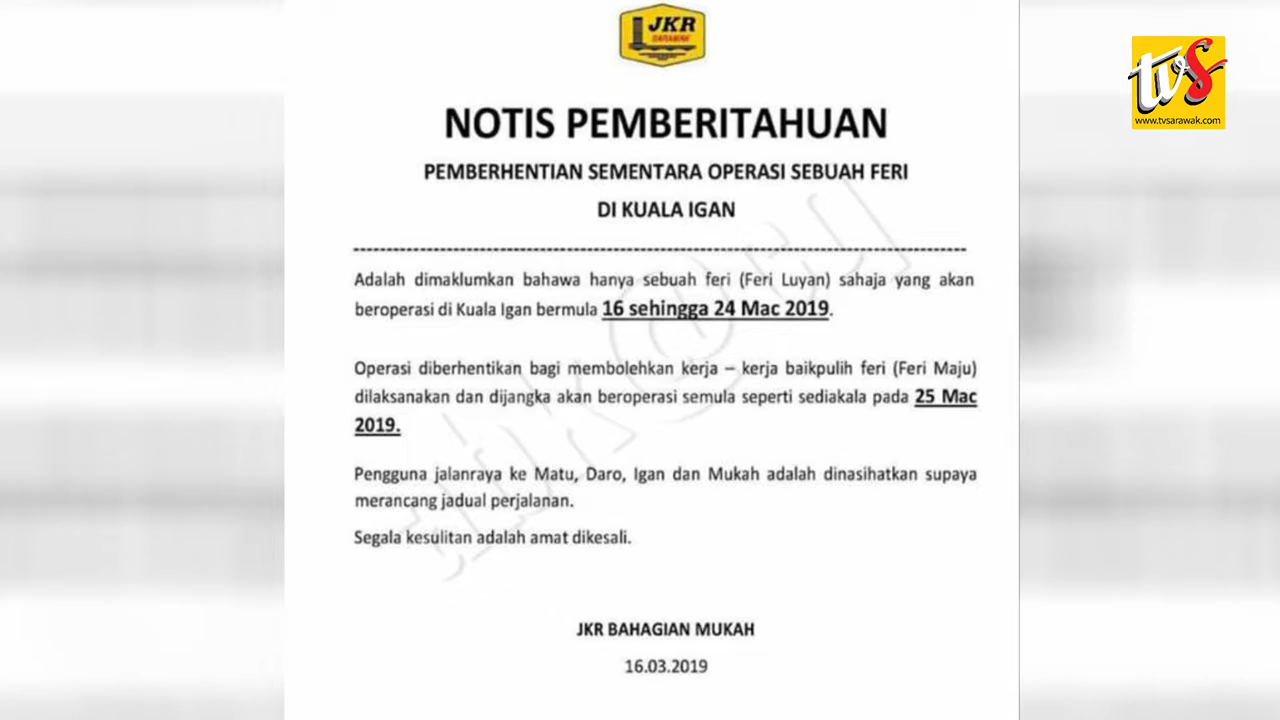 JKR
SARAWAK
tvS
www.tvsarawak.com
NOTIS PEMBERITAHUAN
PEMBERHENTIAN SEMENTARA OPERASI SEBUAH FERI
DI KUALA IGAN
Adalah dimaklumkan bahawa hanya sebuah feri (Feri Luyan) sahaja yang akan
beroperasi di Kuala Igan bermula 16 sehingga 24 Mac 2019.
Operasi diberhentikan bagi membolehkan kerja – kerja baikpulih feri (Feri Maju)
dilaksanakan dan dijangka akan beroperasi semula seperti sediakala pada 25 Mac
2019.
Pengguna jalanraya ke Matu, Daro, Igan dan Mukah adalah dinasihatkan supaya
merancang jadual perjalanan.
Segala kesulitan adalah amat dikesali.
JKR BAHAGIAN MUKAH
16.03.2019